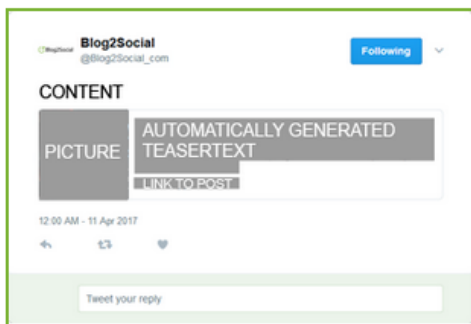 Blog2Social
Blog2Social
@Blog2Social_com
Following
CONTENT
PICTURE
AUTOMATICALLY GENERATED
TEASERTEXT
LINK TO POST
12:00 AM - 11 Apr 2017
Tweet your reply